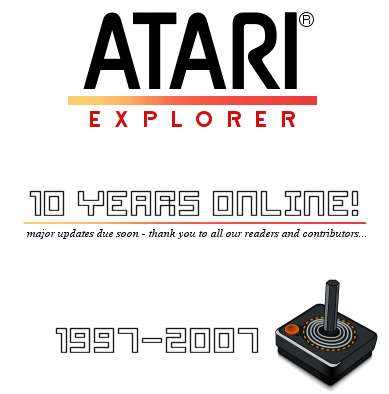 ATARI®
EXPLORER
10 YEARS ONLINE!
major updates due soon - thank you to all our readers and contributors...
1997-2007